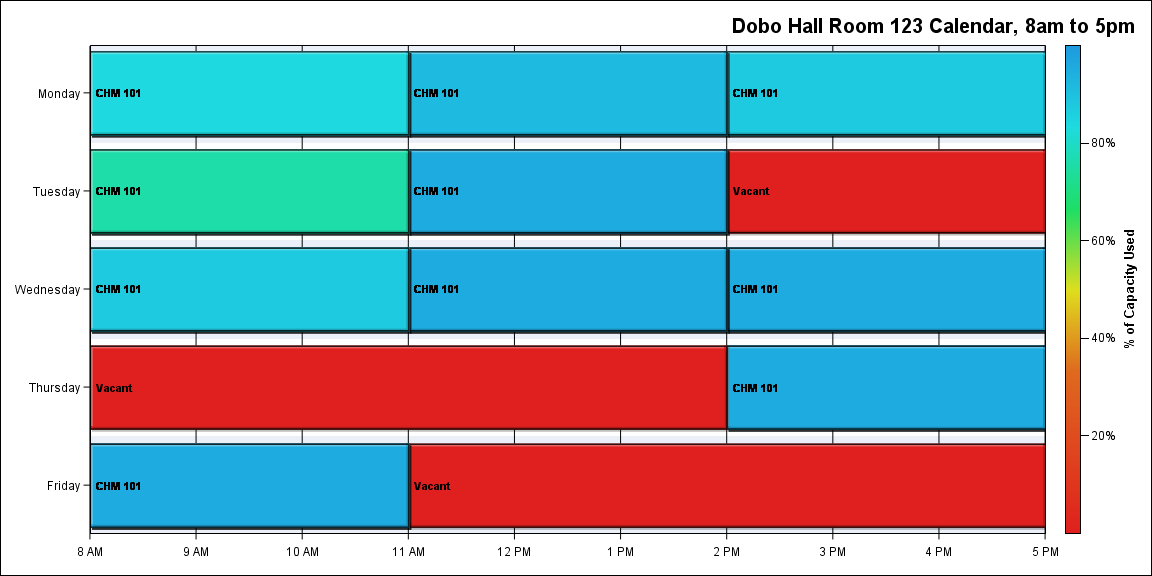 Dobo Hall Room 123 Calendar, 8am to 5pm
Monday CHM 101 CHM 101 CHM 101
80%
Tuesday CHM 101 CHM 101 Vacant
60%
% of Capacity Used
Wednesday CHM 101 CHM 101 CHM 101
40%
Thursday Vacant CHM 101
20%
Friday CHM 101 Vacant
8 AM 9 AM 10 AM 11 AM 12 PM 1 PM 2 PM 3 PM 4 PM 5 PM